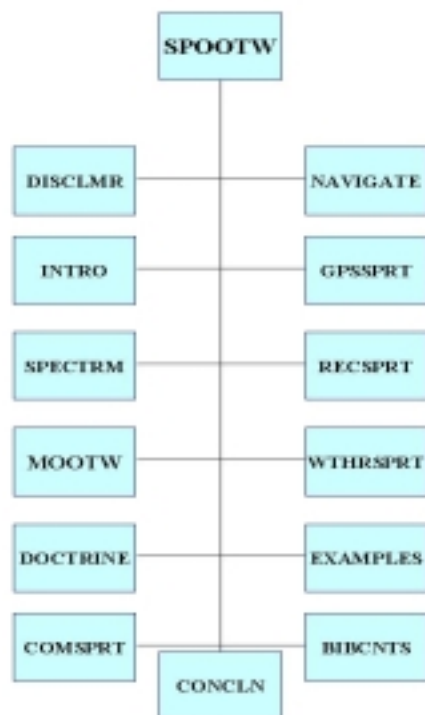 SPOOTW
DISCLMR
NAVIGATE
INTRO
GPSSPRT
SPECTRM
RECSPRT
MOOTW
WTHRSPRT
DOCTRINE
EXAMPLES
COMSPRT
BIBCNTS
CONCLN